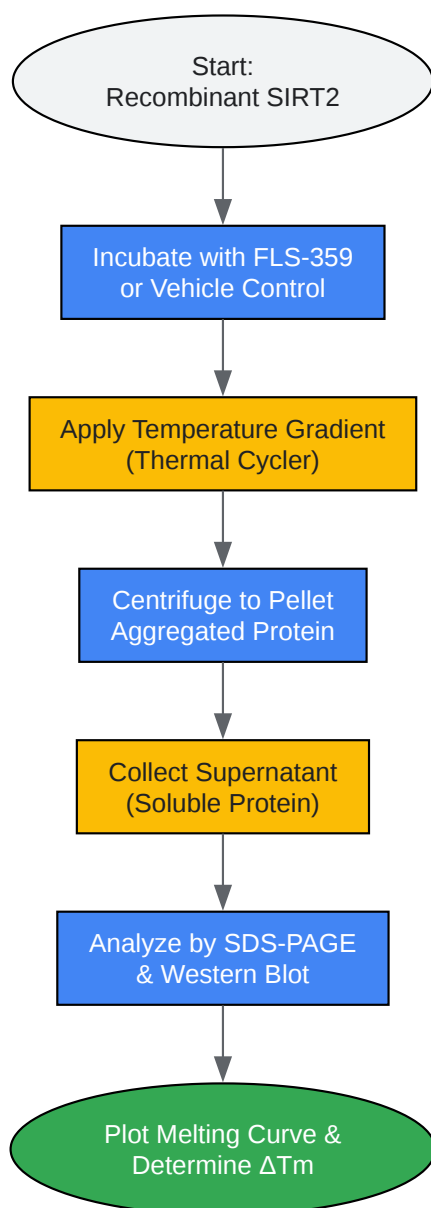 Start:
Recombinant SIRT2
Incubate with FLS-359
or Vehicle Control
Apply Temperature Gradient
(Thermal Cycler)
Centrifuge to Pellet
Aggregated Protein
Collect Supernatant
(Soluble Protein)
Analyze by SDS-PAGE
& Western Blot
Plot Melting Curve &
Determine ΔTm